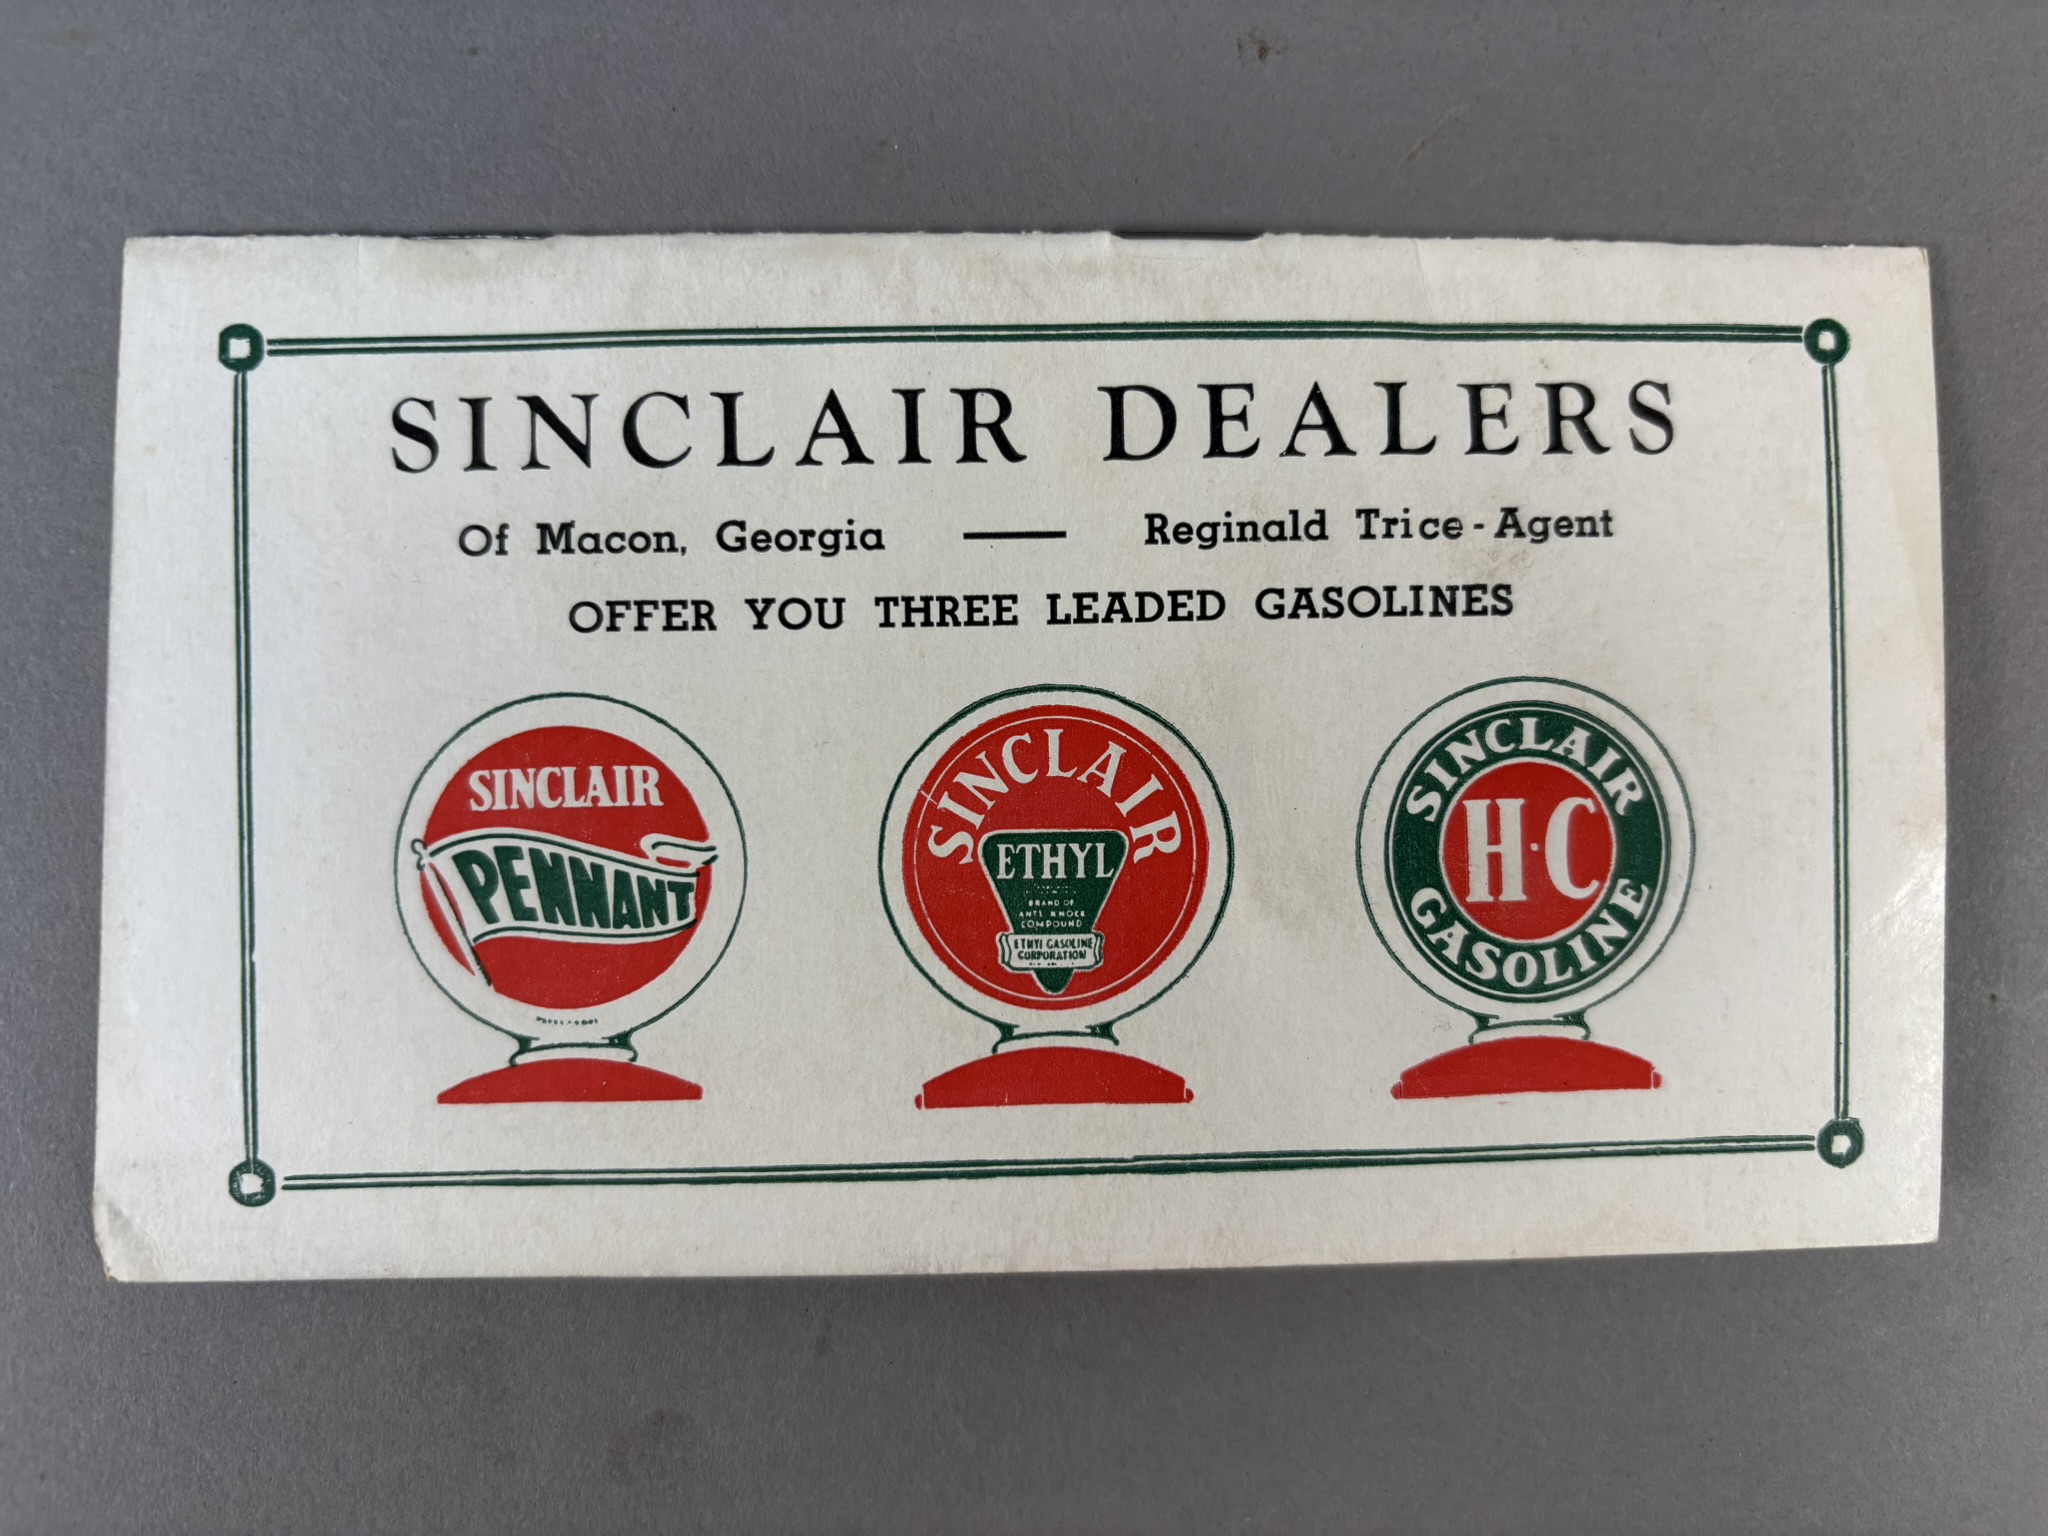 SINCLAIR DEALERS
Of Macon, Georgia — Reginald Trice - Agent
OFFER YOU THREE LEADED GASOLINES
SINCLAIR
PENNANT
SINCLAIR
ETHYL
BRAND OF
ANTI KNOCK
COMPOUND
ETHYL GASOLINE
CORPORATION
SINCLAIR
H·C
GASOLINE